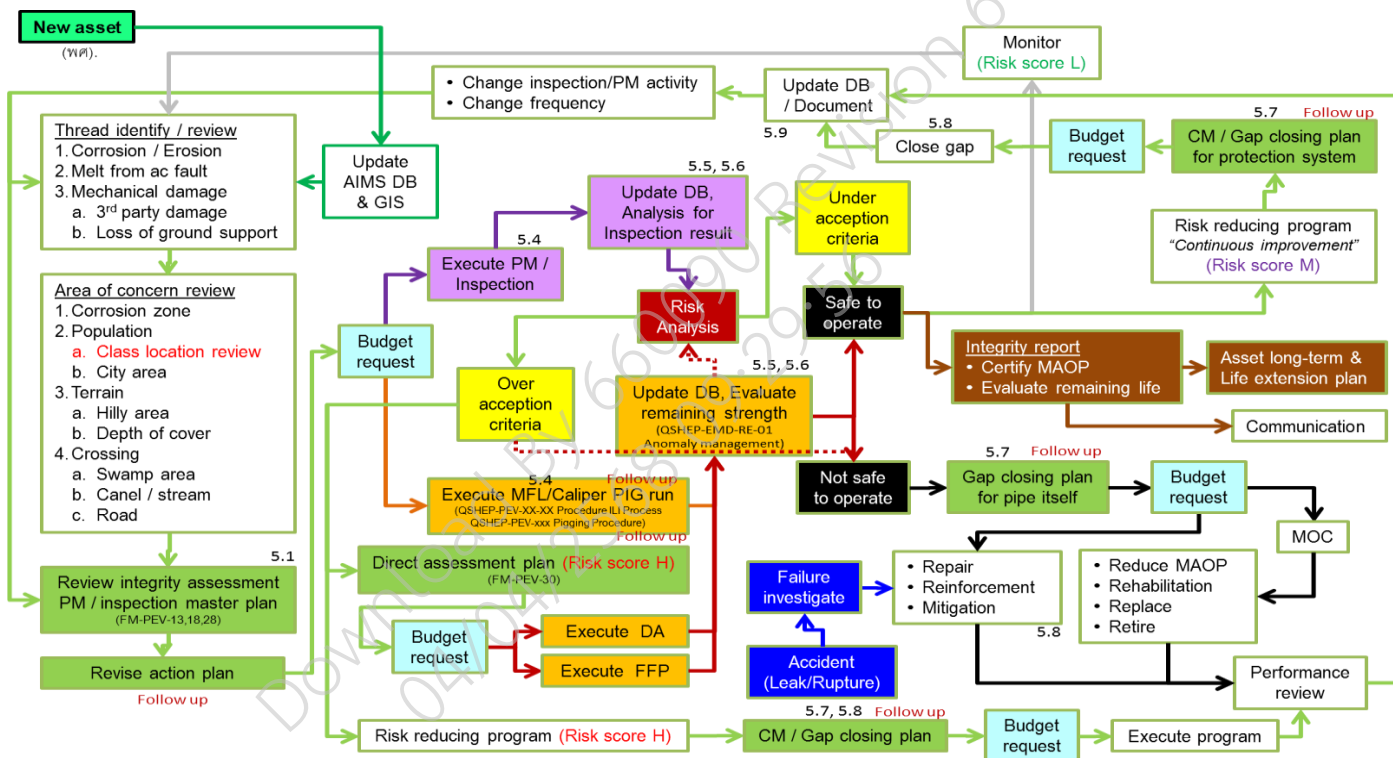 New asset
(พศ).
Monitor
(Risk score L)
• Change inspection/PM activity
• Change frequency
Update DB
/ Document
5.9
5.8
Close gap
Budget
request
5.7
Follow up
CM / Gap closing plan
for protection system
Thread identify / review
1. Corrosion / Erosion
2. Melt from ac fault
3. Mechanical damage
a. 3rd party damage
b. Loss of ground support
Update
AIMS DB
& GIS
5.5, 5.6
Update DB,
Analysis for
Inspection result
Under
acception
criteria
Risk reducing program
"Continuous improvement"
(Risk score M)
5.4
Execute PM /
Inspection
Area of concern review
1. Corrosion zone
2. Population
a. Class location review
b. City area
3. Terrain
a. Hilly area
b. Depth of cover
4. Crossing
a. Swamp area
b. Canel / stream
c. Road
Budget
request
Risk
Analysis
Safe to
operate
Integrity report
• Certify MAOP
• Evaluate remaining life
Asset long-term &
Life extension plan
Communication
Over
acception
criteria
5.5, 5.6
Update DB, Evaluate
remaining strength
(QSHEP-EMD-RE-01
Anomaly management)
Not safe
to operate
5.7
Follow up
Gap closing plan
for pipe itself
Budget
request
MOC
5.4
Follow up
Execute MFL/Caliper PIG run
(QSHEP-PEV-XX-XX Procedure ILI Process
QSHEP-PEV-xxx Pigging Procedure)
Follow up
Direct assessment plan (Risk score H)
(FM-PEV-30)
5.1
Review integrity assessment
PM / inspection master plan
(FM-PEV-13,18,28)
Revise action plan
Follow up
Budget
request
Execute DA
Execute FFP
Failure
investigate
Accident
(Leak/Rupture)
• Repair
• Reinforcement
• Mitigation
5.8
• Reduce MAOP
• Rehabilitation
• Replace
• Retire
Performance
review
Risk reducing program (Risk score H)
5.7, 5.8
Follow up
CM / Gap closing plan
Budget
request
Execute program